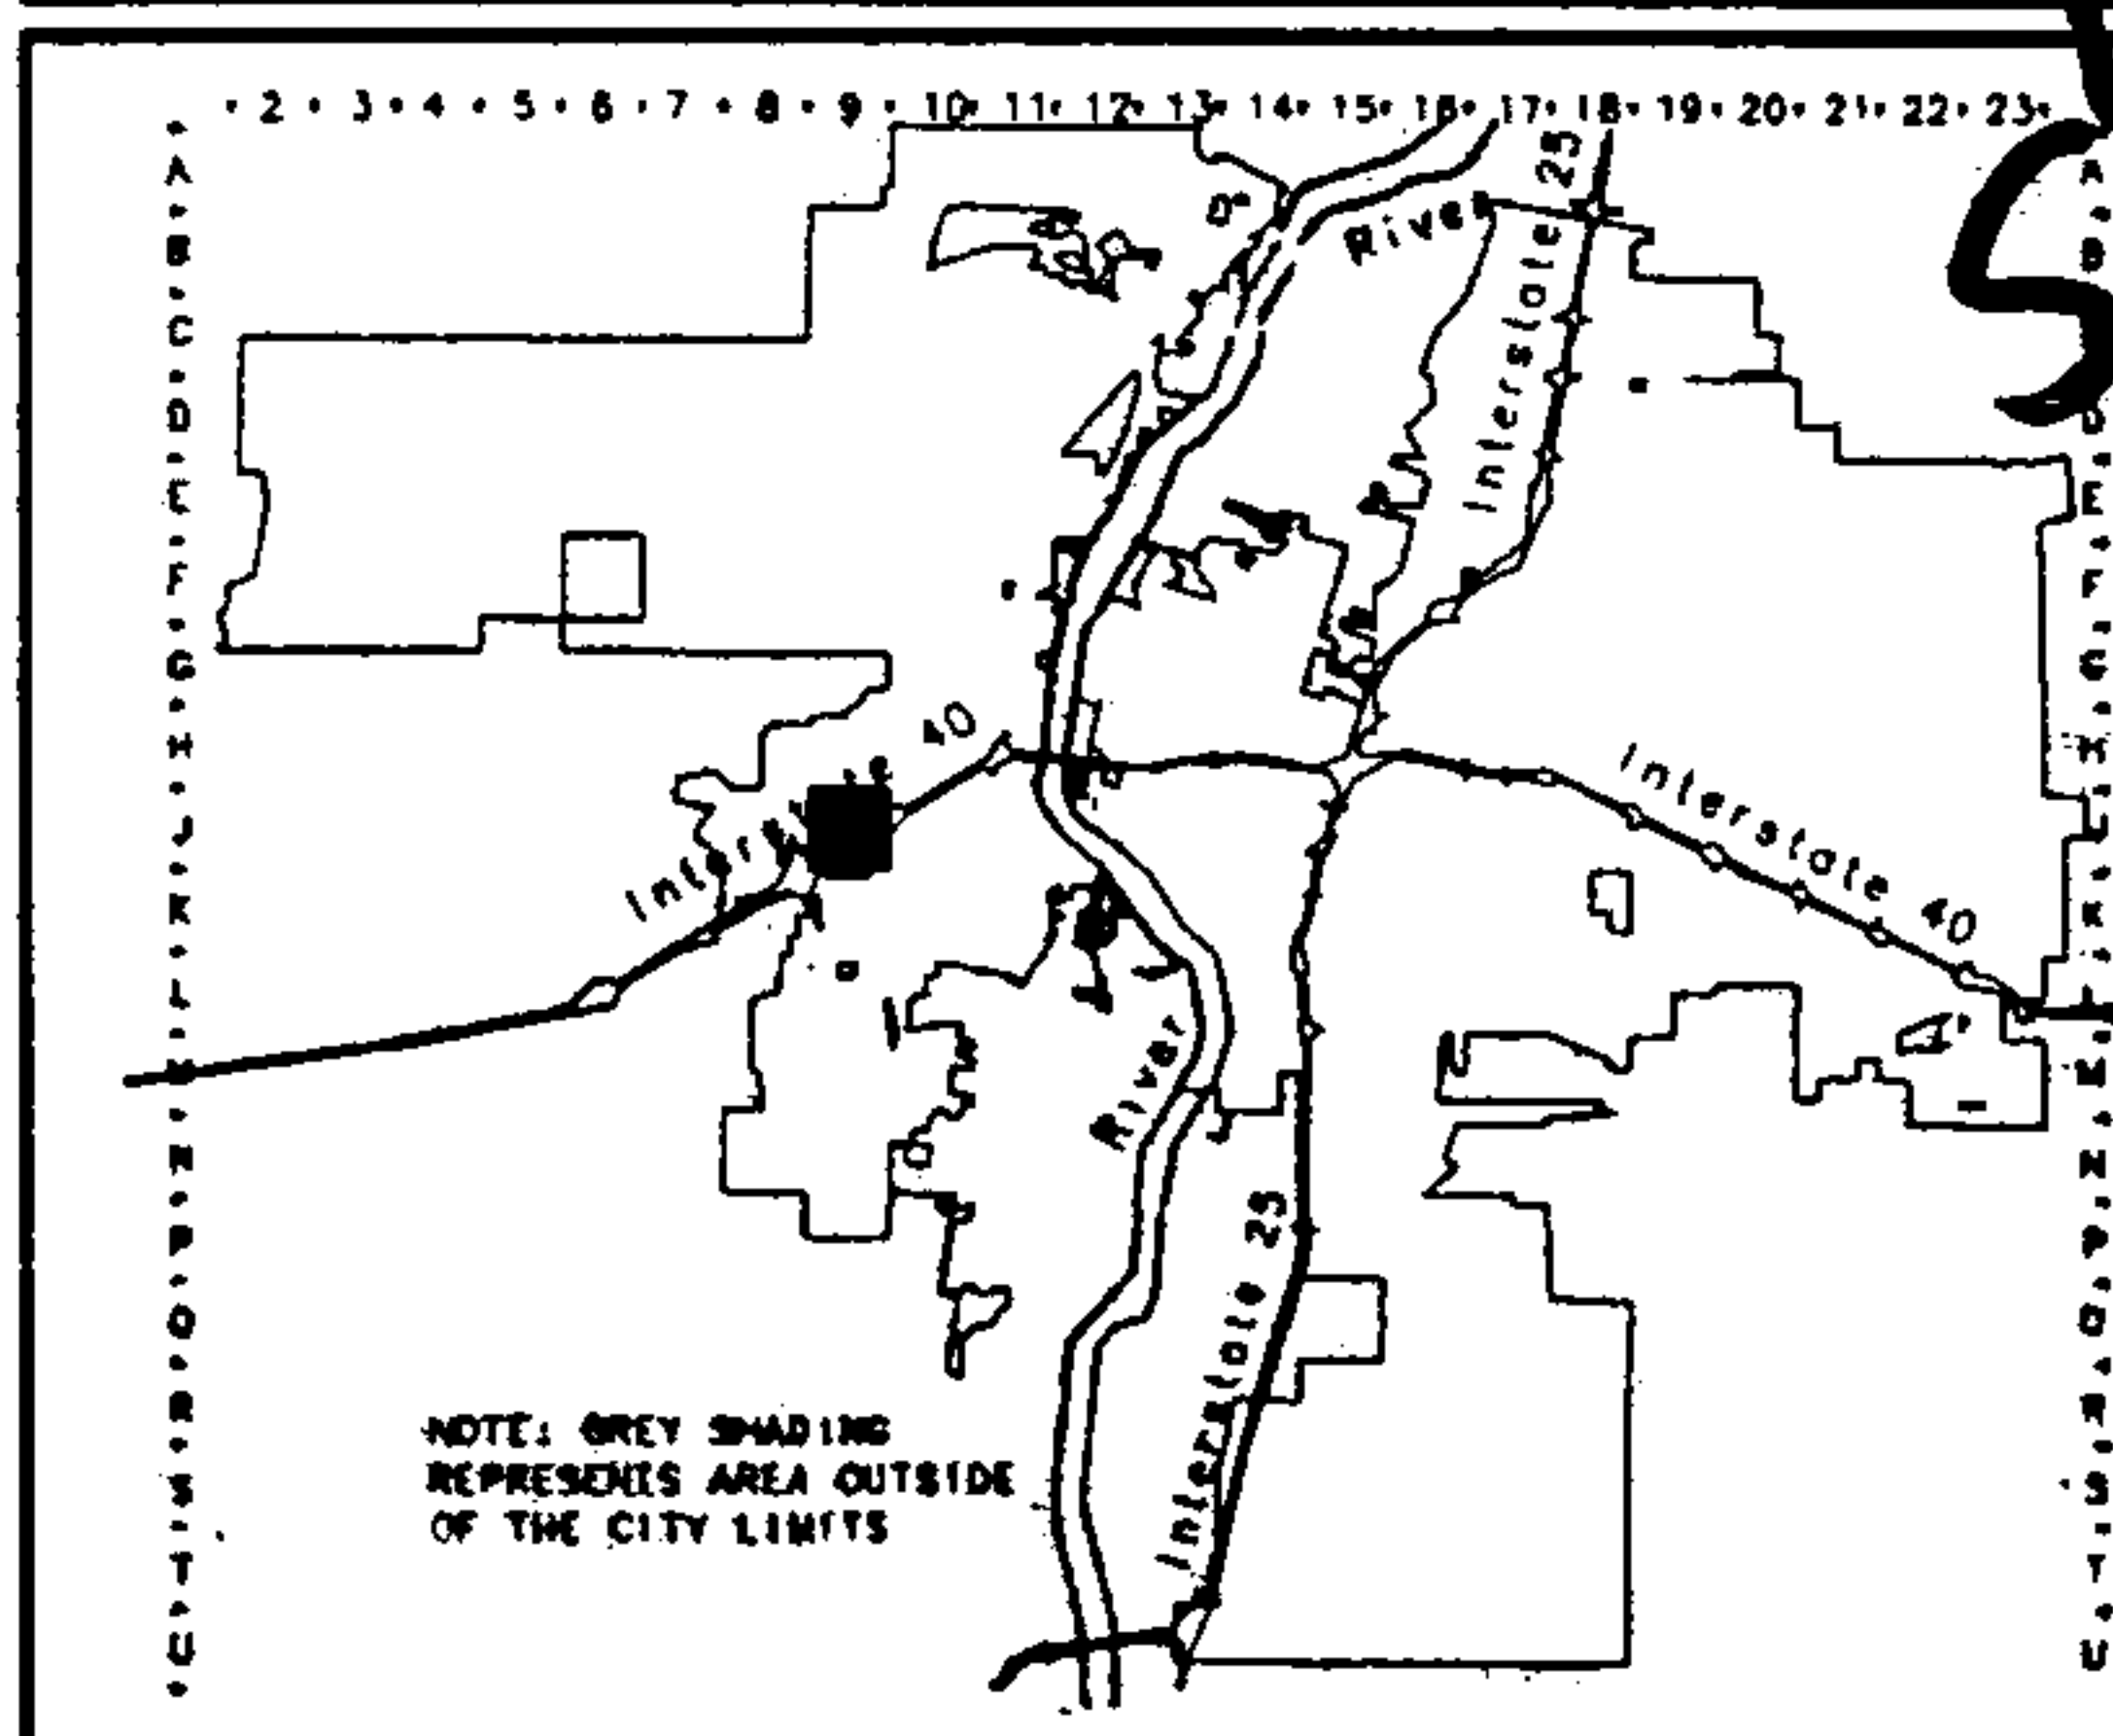 · 2 · 3 · 4 · 5 · 6 · 7 · 8 · 9 · 10 · 11 · 12 · 13 · 14 · 15 · 16 · 17 · 18 · 19 · 20 · 21 · 22 · 23 ·
A A
B B
C
D D
E E
F F
G G
H H
J
K K
L L
M M
N N
P P
Q Q
R R
S S
T T
U U
River
Interstate 25
40
Interstate 40
River
Interstate 25
NOTE: GREY SHADING
REPRESENTS AREA OUTSIDE
OF THE CITY LIMITS